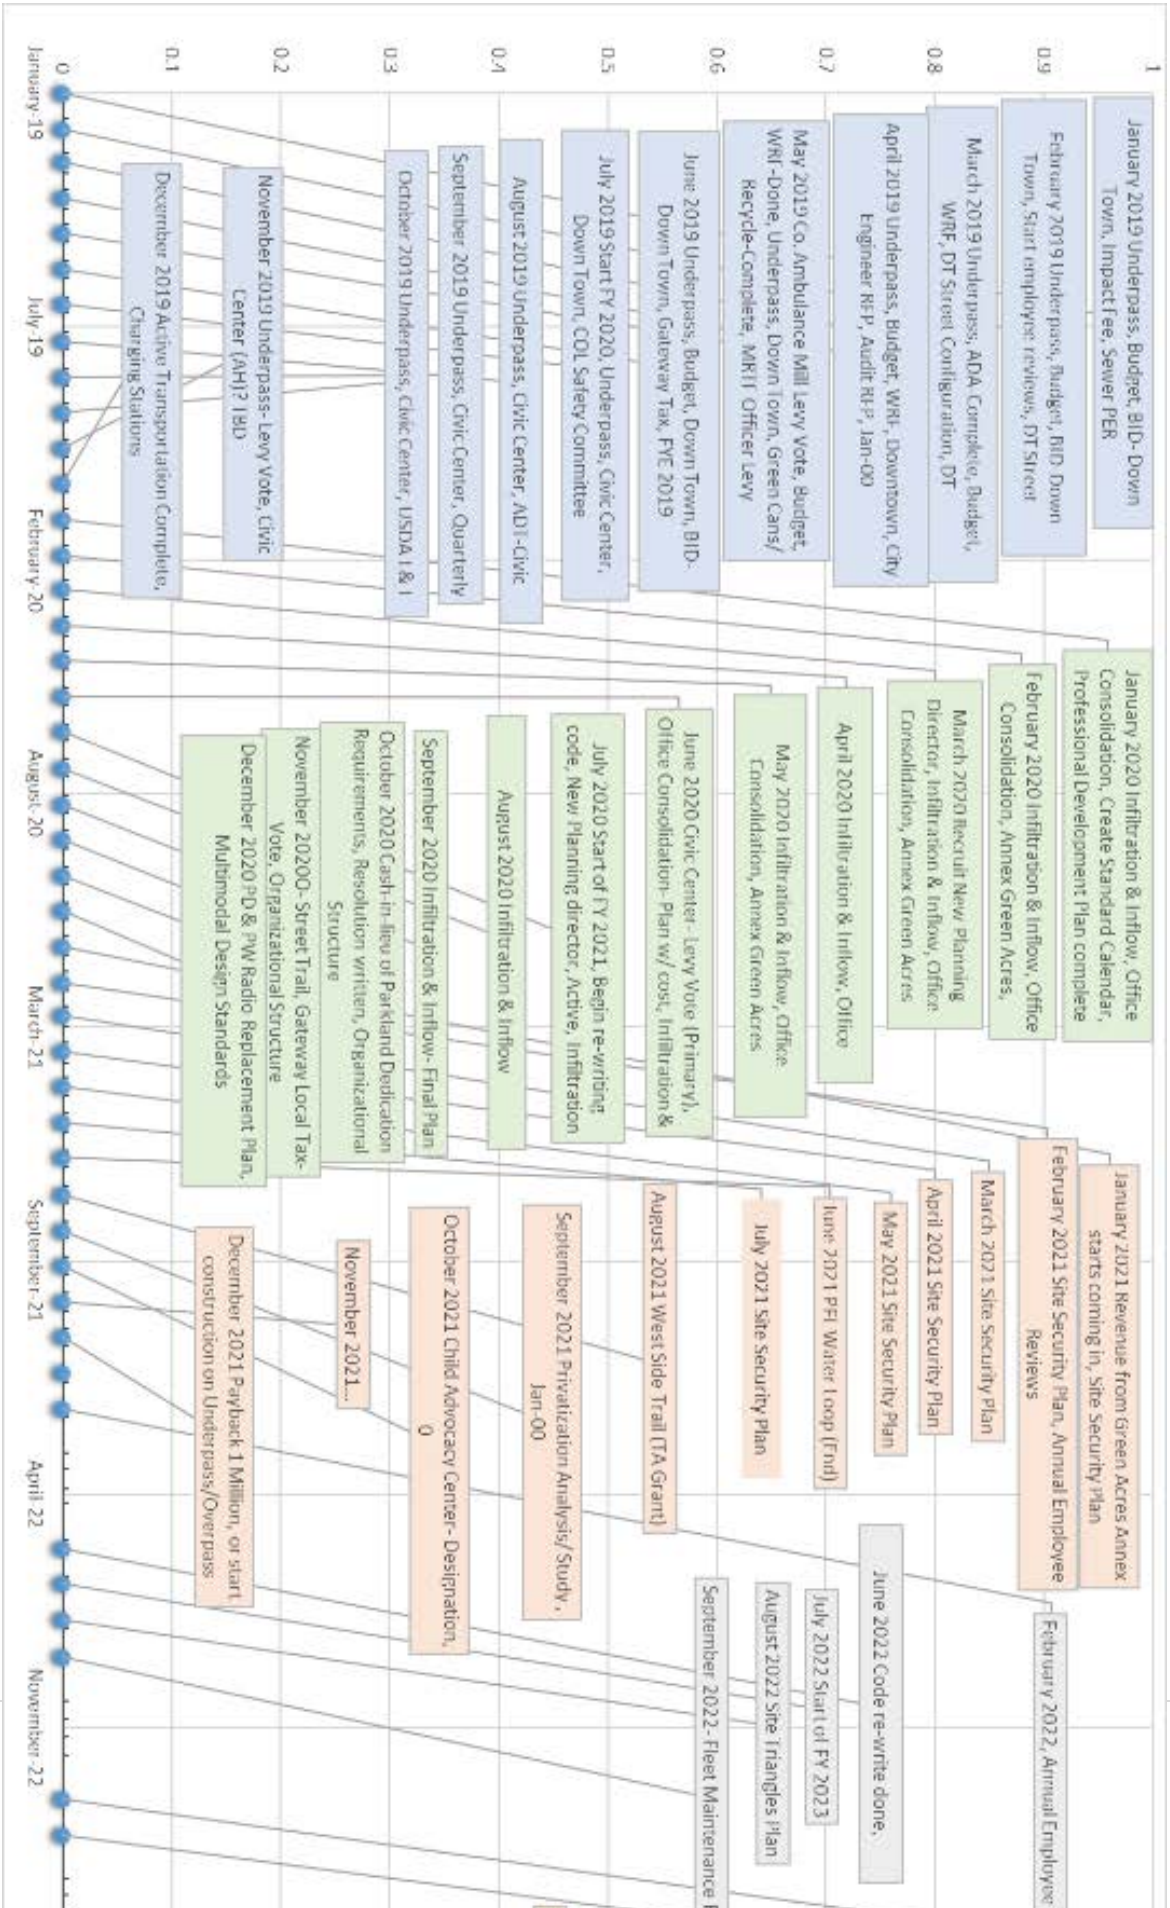 1
0.9
0.8
0.7
0.6
0.5
0.4
0.3
0.2
0.1
0
January 2019 Underpass, Budget, BID- Down
Town, Impact Fee, Sewer PER
February 2019 Underpass, Budget, BID Down
Town, Start employee reviews, DT Street
March 2019 Underpass, ADA Complete, Budget,
WRF, DT Street Configuration, DT
April 2019 Underpass, Budget, WRF, Downtown, City
Engineer RFP, Audit RFP, Jan-00
May 2019 Co. Ambulance Mill Levy Vote, Budget,
WRF-Done, Underpass, Down Town, Green Cans/
Recycle-Complete, MRTT Officer Levy
June 2019 Underpass, Budget, Down Town, BID-
Down Town, Gateway Tax, FYE 2019
July 2019 Start FY 2020, Underpass, Civic Center,
Down Town, COL Safety Committee
August 2019 Underpass, Civic Center, ADT-Civic
September 2019 Underpass, Civic Center, Quarterly
October 2019 Underpass, Civic Center, USDA I & I
November 2019 Underpass- Levy Vote, Civic
Center (AH)? TBD
December 2019 Active Transportation Complete,
Charging Stations
January 2020 Infiltration & Inflow, Office
Consolidation, Create Standard Calendar,
Professional Development Plan complete
February 2020 Infiltration & Inflow, Office
Consolidation, Annex Green Acres,
March 2020 Recruit New Planning
Director, Infiltration & Inflow, Office
Consolidation, Annex Green Acres
April 2020 Infiltration & Inflow, Office
May 2020 Infiltration & Inflow, Office
Consolidation, Annex Green Acres
June 2020 Civic Center- Levy Vote (Primary),
Office Consolidation-Plan w/ cost, Infiltration &
July 2020 Start of FY 2021, Begin re-writing
code, New Planning director, Active, Infiltration
August 2020 Infiltration & Inflow
September 2020 Infiltration & Inflow- Final Plan
October 2020 Cash-in-lieu of Parkland Dedication
Requirements, Resolution written, Organizational
Structure
November 20200- Street Trail, Gateway Local Tax-
Vote, Organizational Structure
December 2020 PD & PW Radio Replacement Plan,
Multimodal Design Standards
January 2021 Revenue from Green Acres Annex
starts coming in, Site Security Plan
February 2021 Site Security Plan, Annual Employee
Reviews
March 2021 Site Security Plan
April 2021 Site Security Plan
May 2021 Site Security Plan
June 2021 PFL Water Loop (End)
July 2021 Site Security Plan
August 2021 West Side Trail (TA Grant)
September 2021 Privatization Analysis/ Study ,
Jan-00
October 2021 Child Advocacy Center- Designation,
0
November 2021...
December 2021 Payback 1 Million, or start
construction on Underpass/Overpass
February 2022, Annual Employee
June 2022 Code re-write done,
July 2022 Start of FY 2023
August 2022 Site Triangles Plan
September 2022- Fleet Maintenance
January-19
July-19
February-20
August-20
March-21
September-21
April-22
November-22